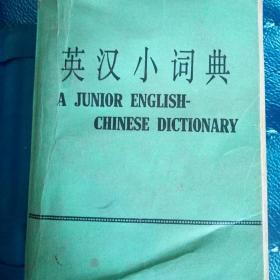 英汉小词典
A JUNIOR ENGLISH-
CHINESE DICTIONARY